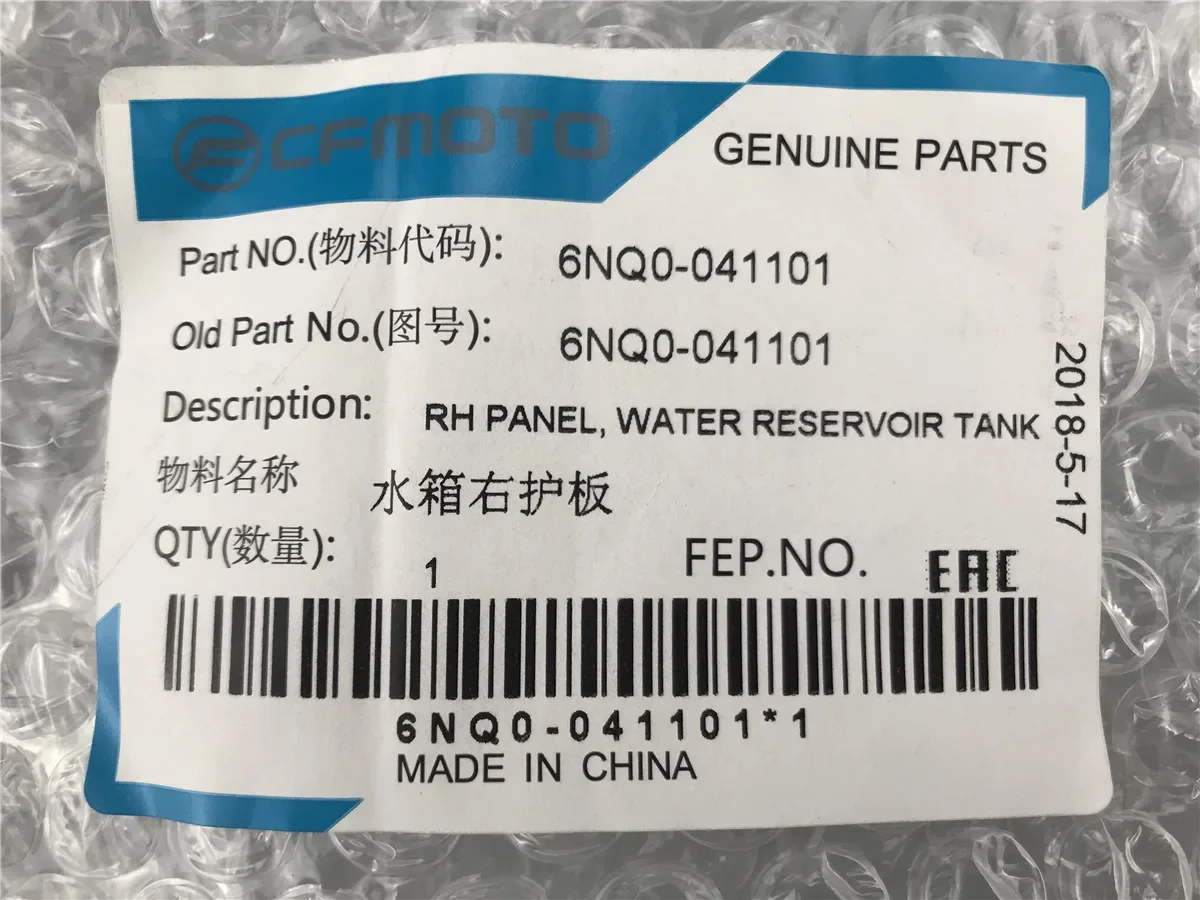 CFMOTO
GENUINE PARTS
Part NO.(物料代码): 6NQ0-041101
Old Part No.(图号): 6NQ0-041101
Description: RH PANEL, WATER RESERVOIR TANK
物料名称 水箱右护板
QTY(数量): 1
FEP.NO. EAC
2018-5-17
6NQ0-041101*1
MADE IN CHINA